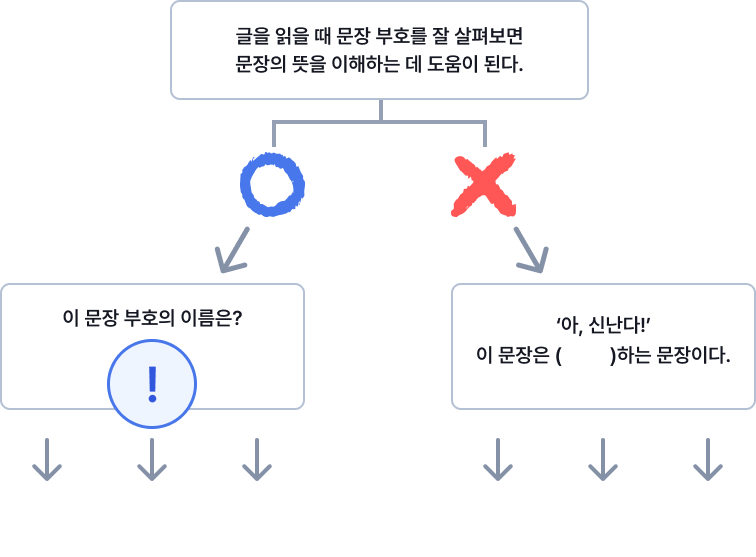 글을 읽을 때 문장 부호를 잘 살펴보면
문장의 뜻을 이해하는 데 도움이 된다.
이 문장 부호의 이름은?
!
‘아, 신난다!’
이 문장은 (        )하는 문장이다.